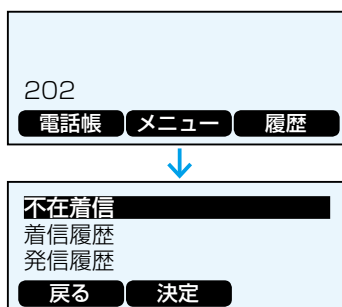 202
電話帳 メニュー 履歴
不在着信
着信履歴
発信履歴
戻る 決定